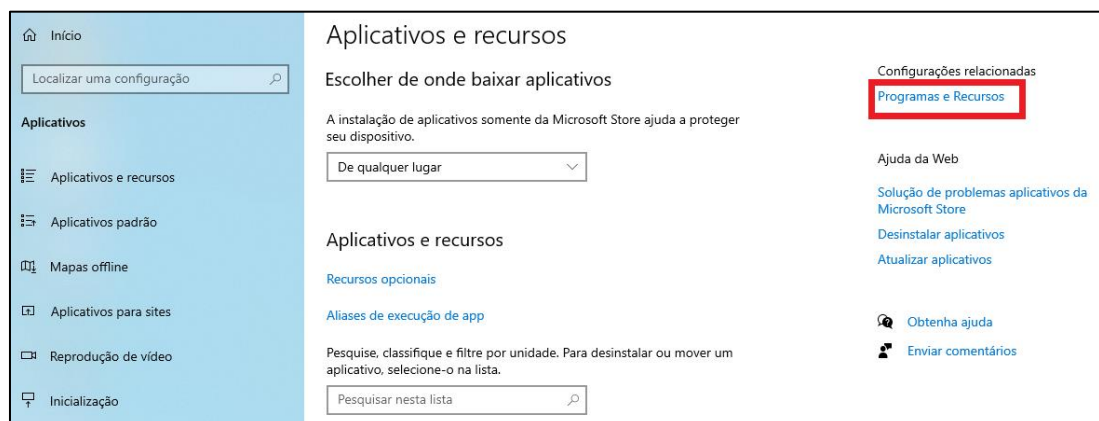 Início
Localizar uma configuração
Aplicativos
Aplicativos e recursos
Aplicativos padrão
Mapas offline
Aplicativos para sites
Reprodução de vídeo
Inicialização
Aplicativos e recursos
Escolher de onde baixar aplicativos
A instalação de aplicativos somente da Microsoft Store ajuda a proteger
seu dispositivo.
De qualquer lugar
Aplicativos e recursos
Recursos opcionais
Aliases de execução de app
Pesquise, classifique e filtre por unidade. Para desinstalar ou mover um
aplicativo, selecione-o na lista.
Pesquisar nesta lista
Configurações relacionadas
Programas e Recursos
Ajuda da Web
Solução de problemas aplicativos da
Microsoft Store
Desinstalar aplicativos
Atualizar aplicativos
Obtenha ajuda
Enviar comentários